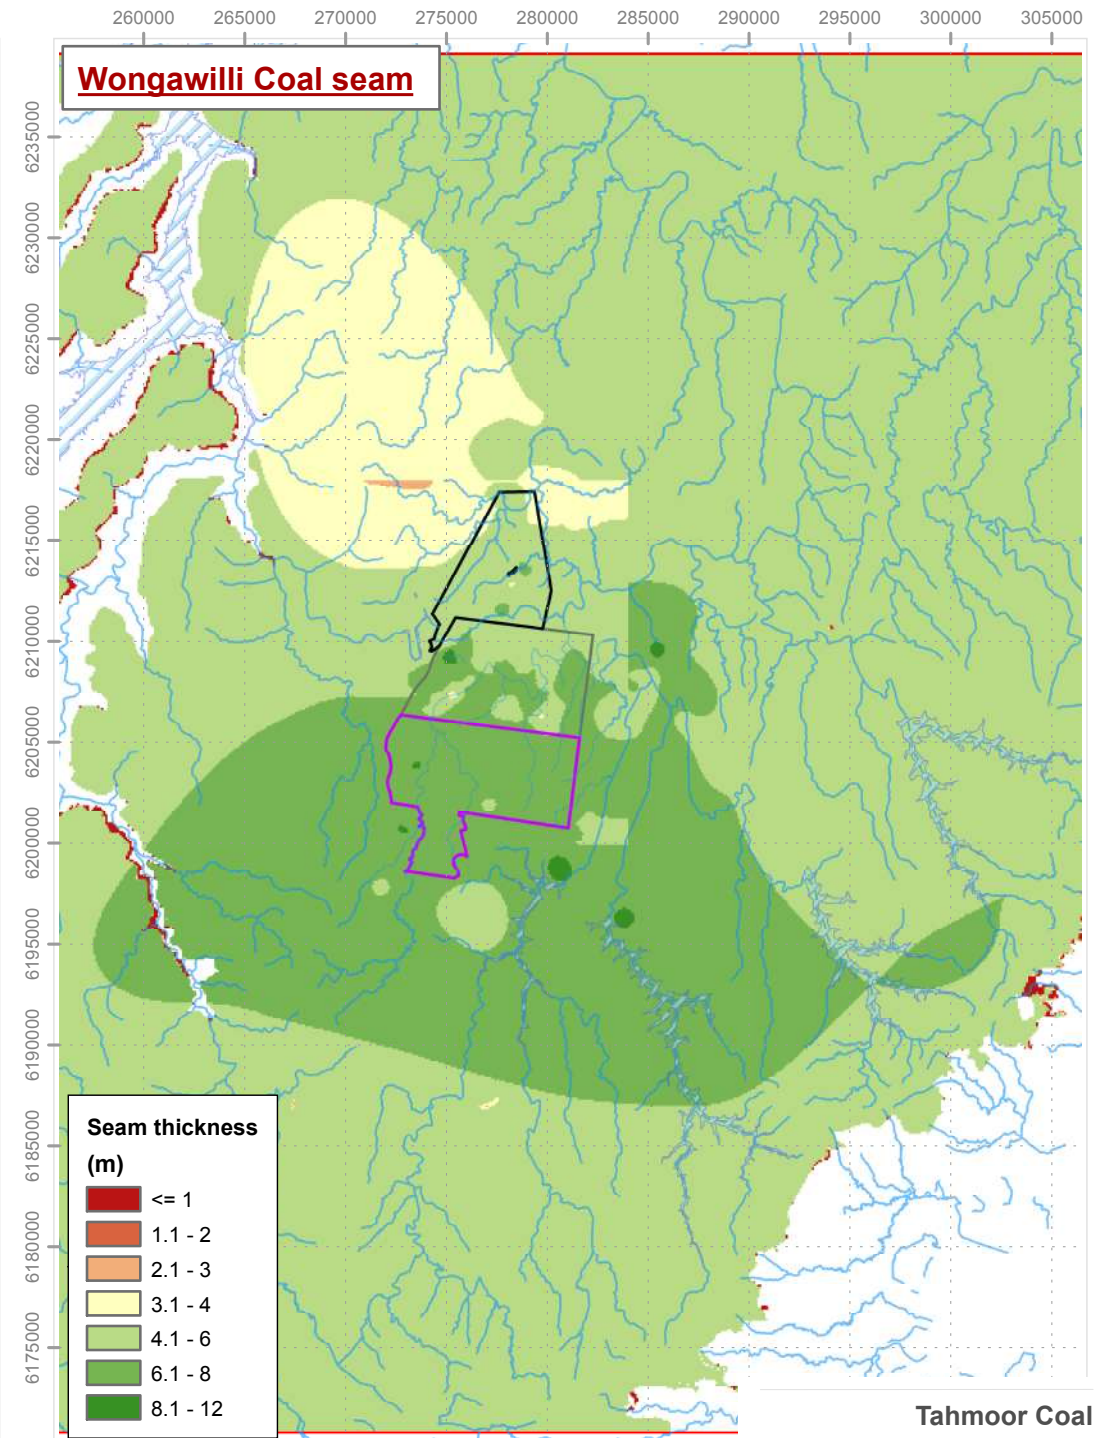 260000 265000 270000 275000 280000 285000 290000 295000 300000 305000
Wongawilli Coal seam
6235000
6230000
6225000
6220000
6215000
6210000
6205000
6200000
6195000
6190000
6185000
6180000
6175000
Seam thickness
(m)
<= 1
1.1 - 2
2.1 - 3
3.1 - 4
4.1 - 6
6.1 - 8
8.1 - 12
Tahmoor Coal